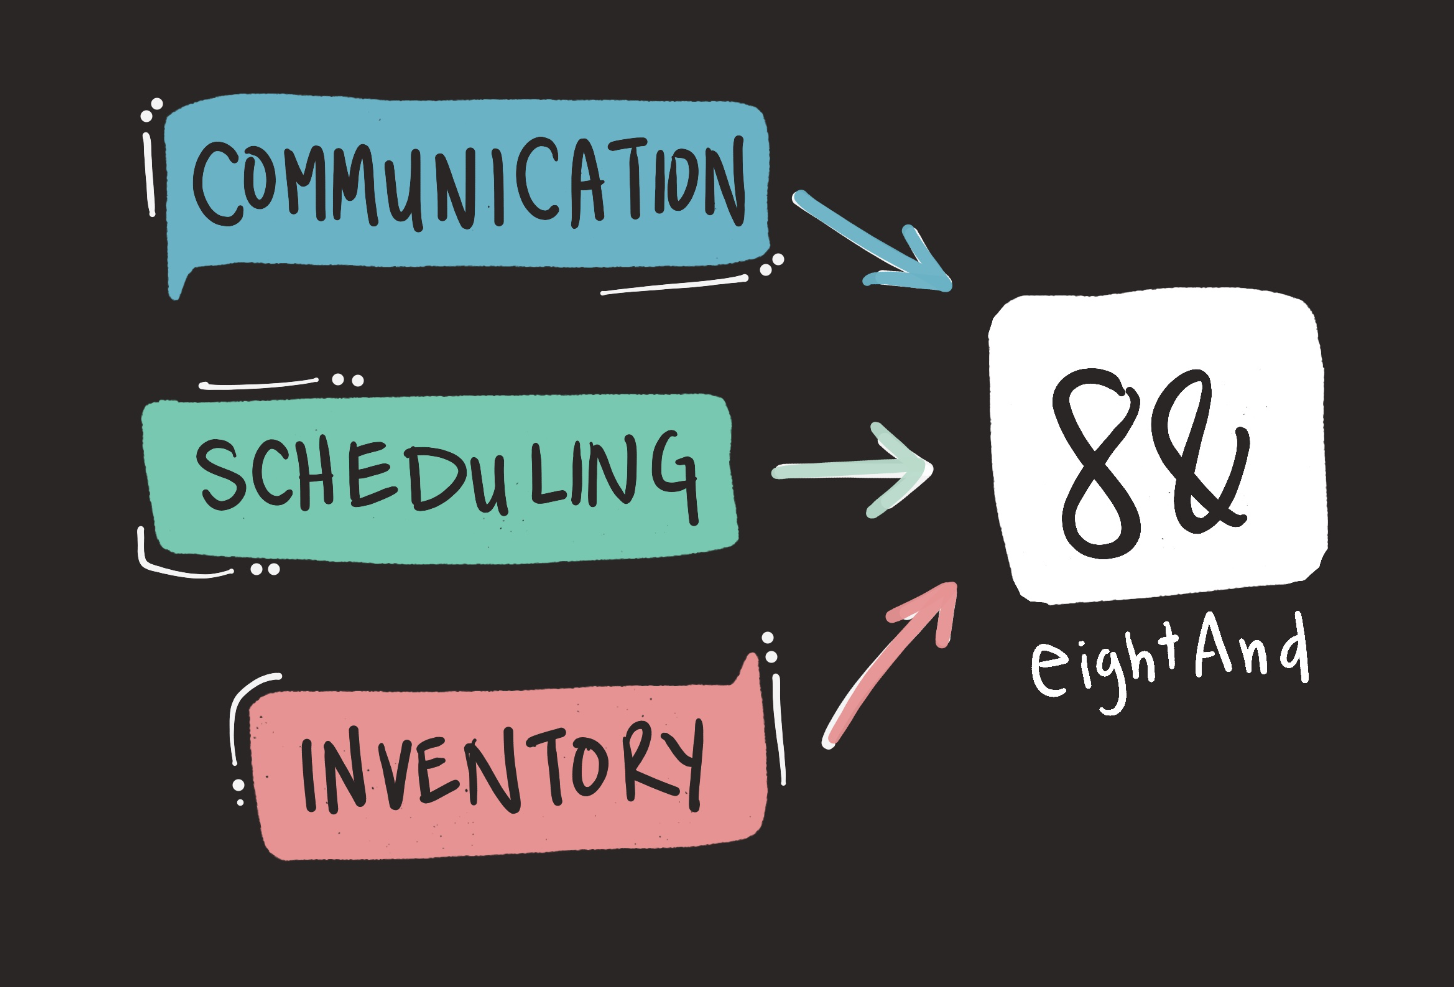 COMMUNICATION
SCHEDULING
INVENTORY
8&
eightAnd